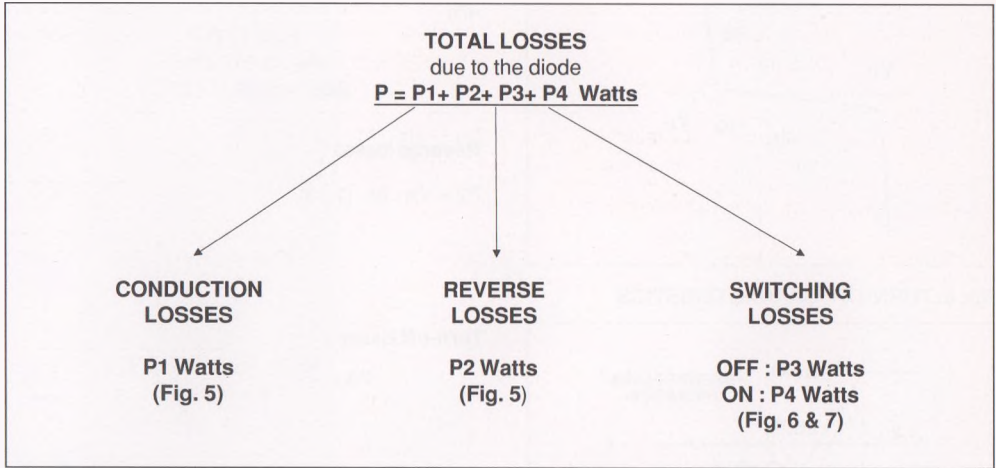 TOTAL LOSSES
due to the diode
P = P1+ P2+ P3+ P4 Watts
CONDUCTION
LOSSES
P1 Watts
(Fig. 5)
REVERSE
LOSSES
P2 Watts
(Fig. 5)
SWITCHING
LOSSES
OFF : P3 Watts
ON : P4 Watts
(Fig. 6 & 7)